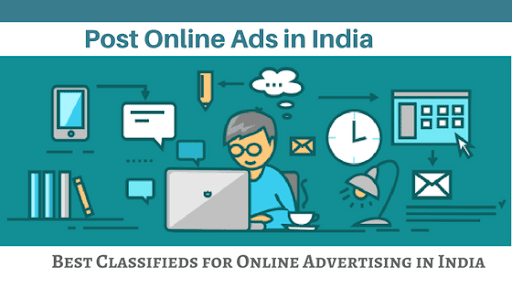 Post Online Ads in India
Best Classifieds for Online Advertising in India